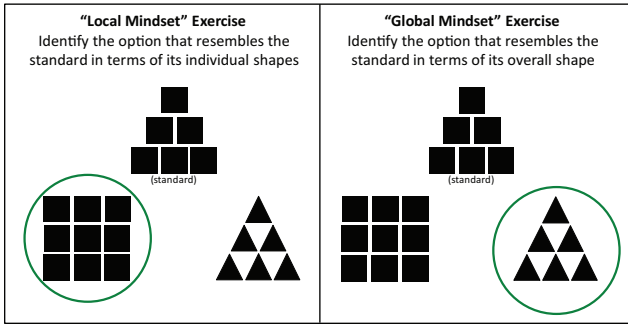 “Local Mindset” Exercise
Identify the option that resembles the
standard in terms of its individual shapes
(standard)
“Global Mindset” Exercise
Identify the option that resembles the
standard in terms of its overall shape
(standard)